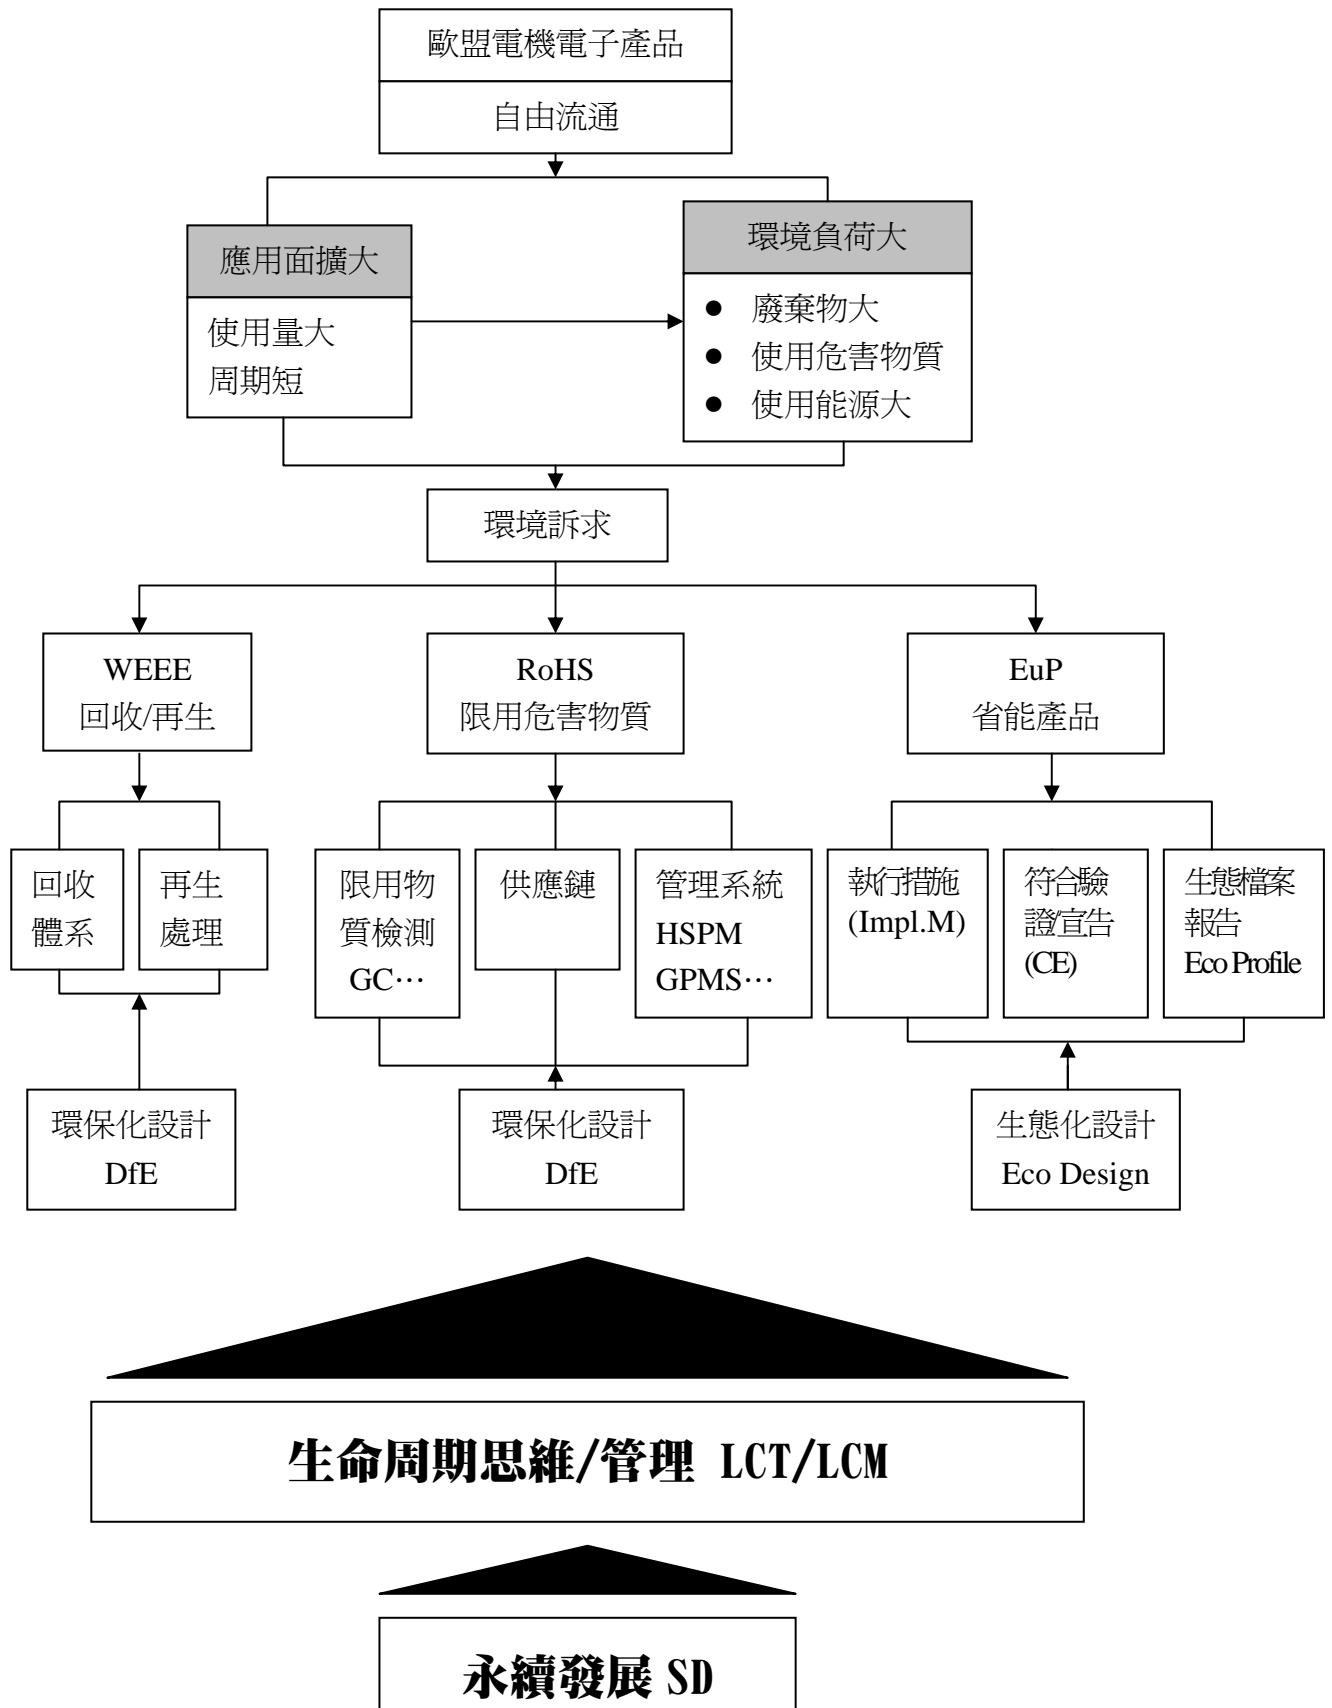 歐盟電機電子產品
自由流通
應用面擴大
使用量大
周期短
環境負荷大
● 廢棄物大
● 使用危害物質
● 使用能源大
環境訴求
WEEE
回收/再生
RoHS
限用危害物質
EuP
省能產品
回收
體系
再生
處理
限用物
質檢測
GC⋯
供應鏈
管理系統
HSPM
GPMS⋯
執行措施
(Impl.M)
符合驗
證/宣告
(CE)
生態檔案
報告
Eco Profile
環保化設計
DfE
環保化設計
DfE
生態化設計
Eco Design
生命周期思維/管理 LCT/LCM
永續發展 SD